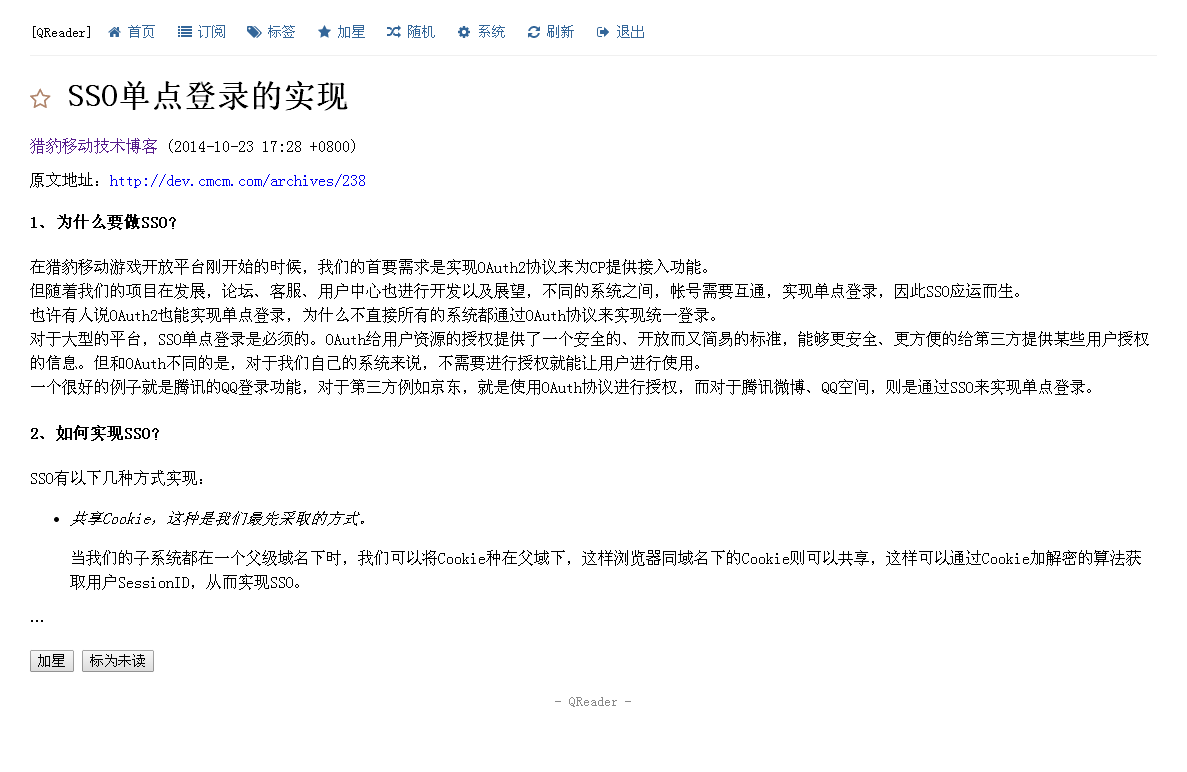 [QReader] 首页 订阅 标签 加星 随机 系统 刷新 退出
SSO单点登录的实现
猎豹移动技术博客 (2014-10-23 17:28 +0800)
原文地址：http://dev.cmcm.com/archives/238
1、为什么要做SSO？
在猎豹移动游戏开放平台刚开始的时候，我们的首要需求是实现OAuth2协议来为CP提供接入功能。
但随着我们的项目在发展，论坛、客服、用户中心也进行开发以及展望，不同的系统之间，帐号需要互通，实现单点登录，因此SSO应运而生。
也许有人说OAuth2也能实现单点登录，为什么不直接所有的系统都通过OAuth协议来实现统一登录。
对于大型的平台，SSO单点登录是必须的。OAuth给用户资源的授权提供了一个安全的、开放而又简易的标准，能够更安全、更方便的给第三方提供某些用户授权
的信息。但和OAuth不同的是，对于我们自己的系统来说，不需要进行授权就能让用户进行使用。
一个很好的例子就是腾讯的QQ登录功能，对于第三方例如京东，就是使用OAuth协议进行授权，而对于腾讯微博、QQ空间，则是通过SSO来实现单点登录。
2、如何实现SSO？
SSO有以下几种方式实现：
• 共享Cookie，这种是我们最先采取的方式。
当我们的子系统都在一个父级域名下时，我们可以将Cookie种在父域下，这样浏览器同域名下的Cookie则可以共享，这样可以通过Cookie加解密的算法获
取用户SessionID，从而实现SSO。
...
加星 标为未读
- QReader -